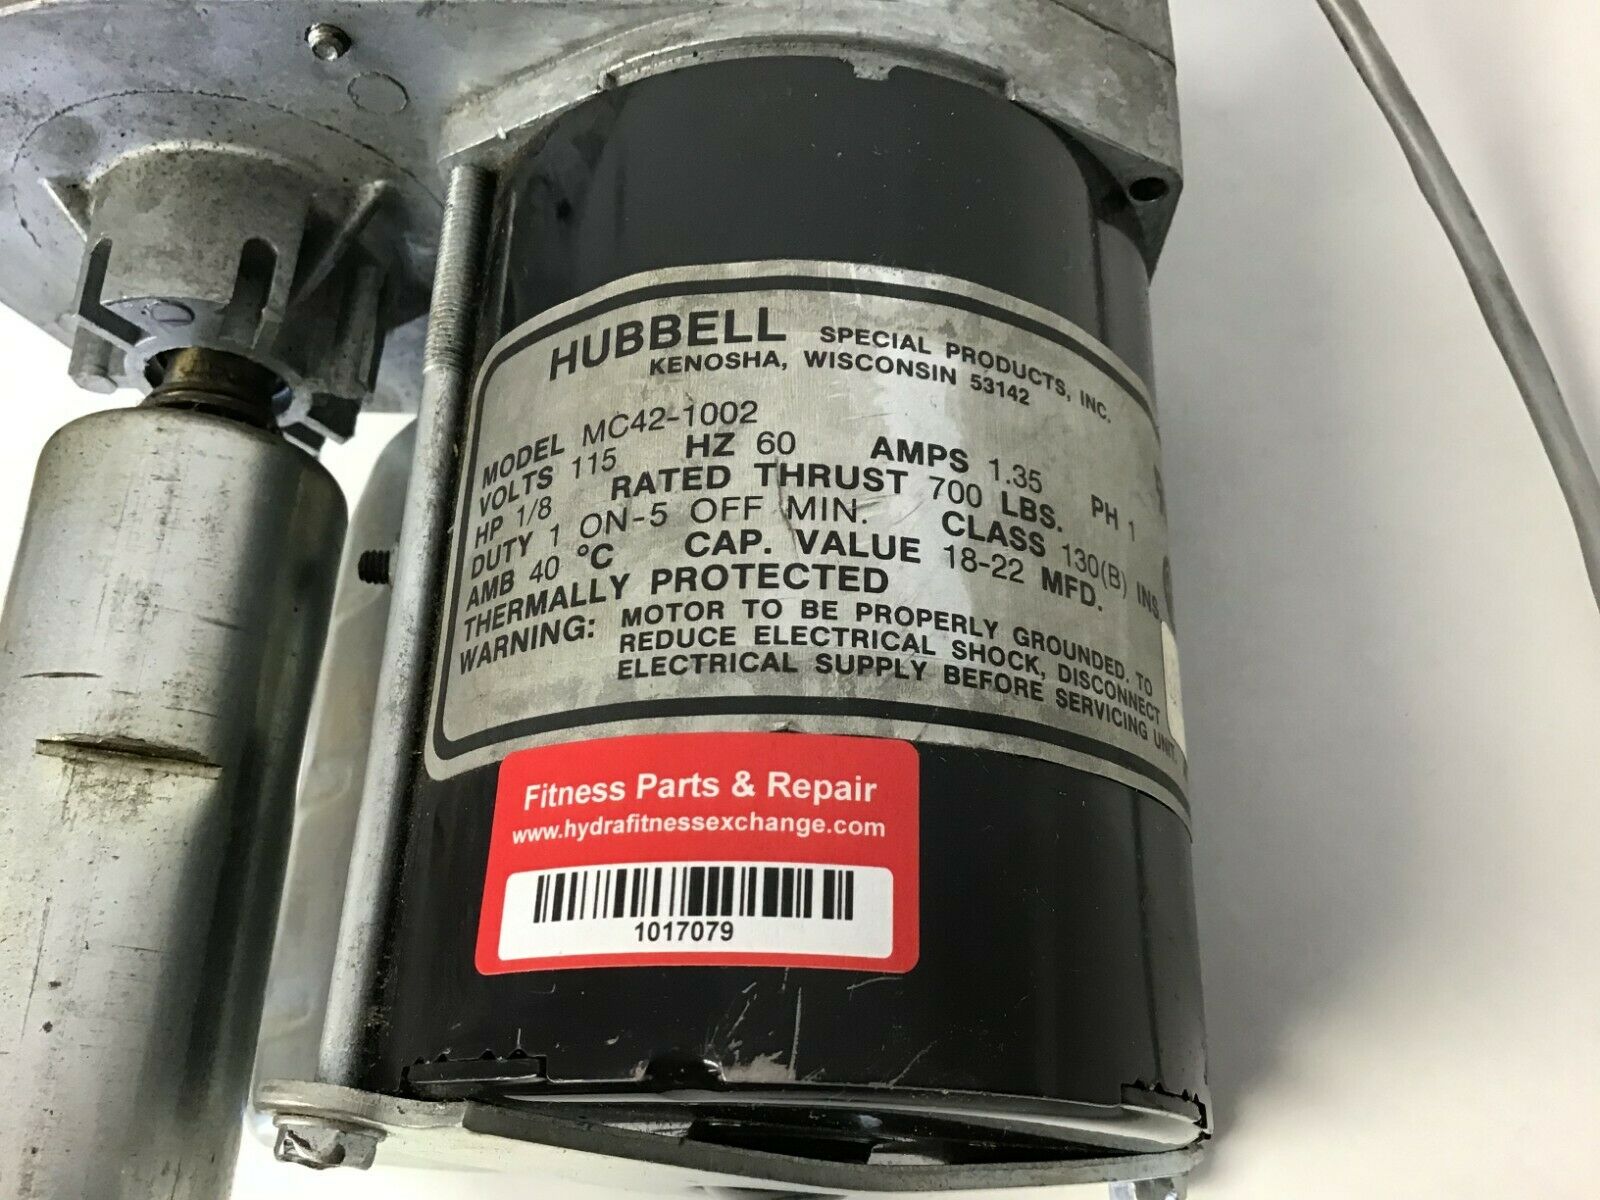 HUBBELL SPECIAL PRODUCTS, INC.
KENOSHA, WISCONSIN 53142
MODEL MC42-1002
VOLTS 115 HZ 60 AMPS 1.35 PH 1
HP 1/8 RATED THRUST 700 LBS.
DUTY 1 ON-5 OFF MIN. CLASS 130(B) INS
AMB 40 °C CAP. VALUE 18-22 MFD.
THERMALLY PROTECTED
WARNING: MOTOR TO BE PROPERLY GROUNDED. TO
REDUCE ELECTRICAL SHOCK, DISCONNECT
ELECTRICAL SUPPLY BEFORE SERVICING UNIT
Fitness Parts & Repair
www.hydrafitnessexchange.com
1017079